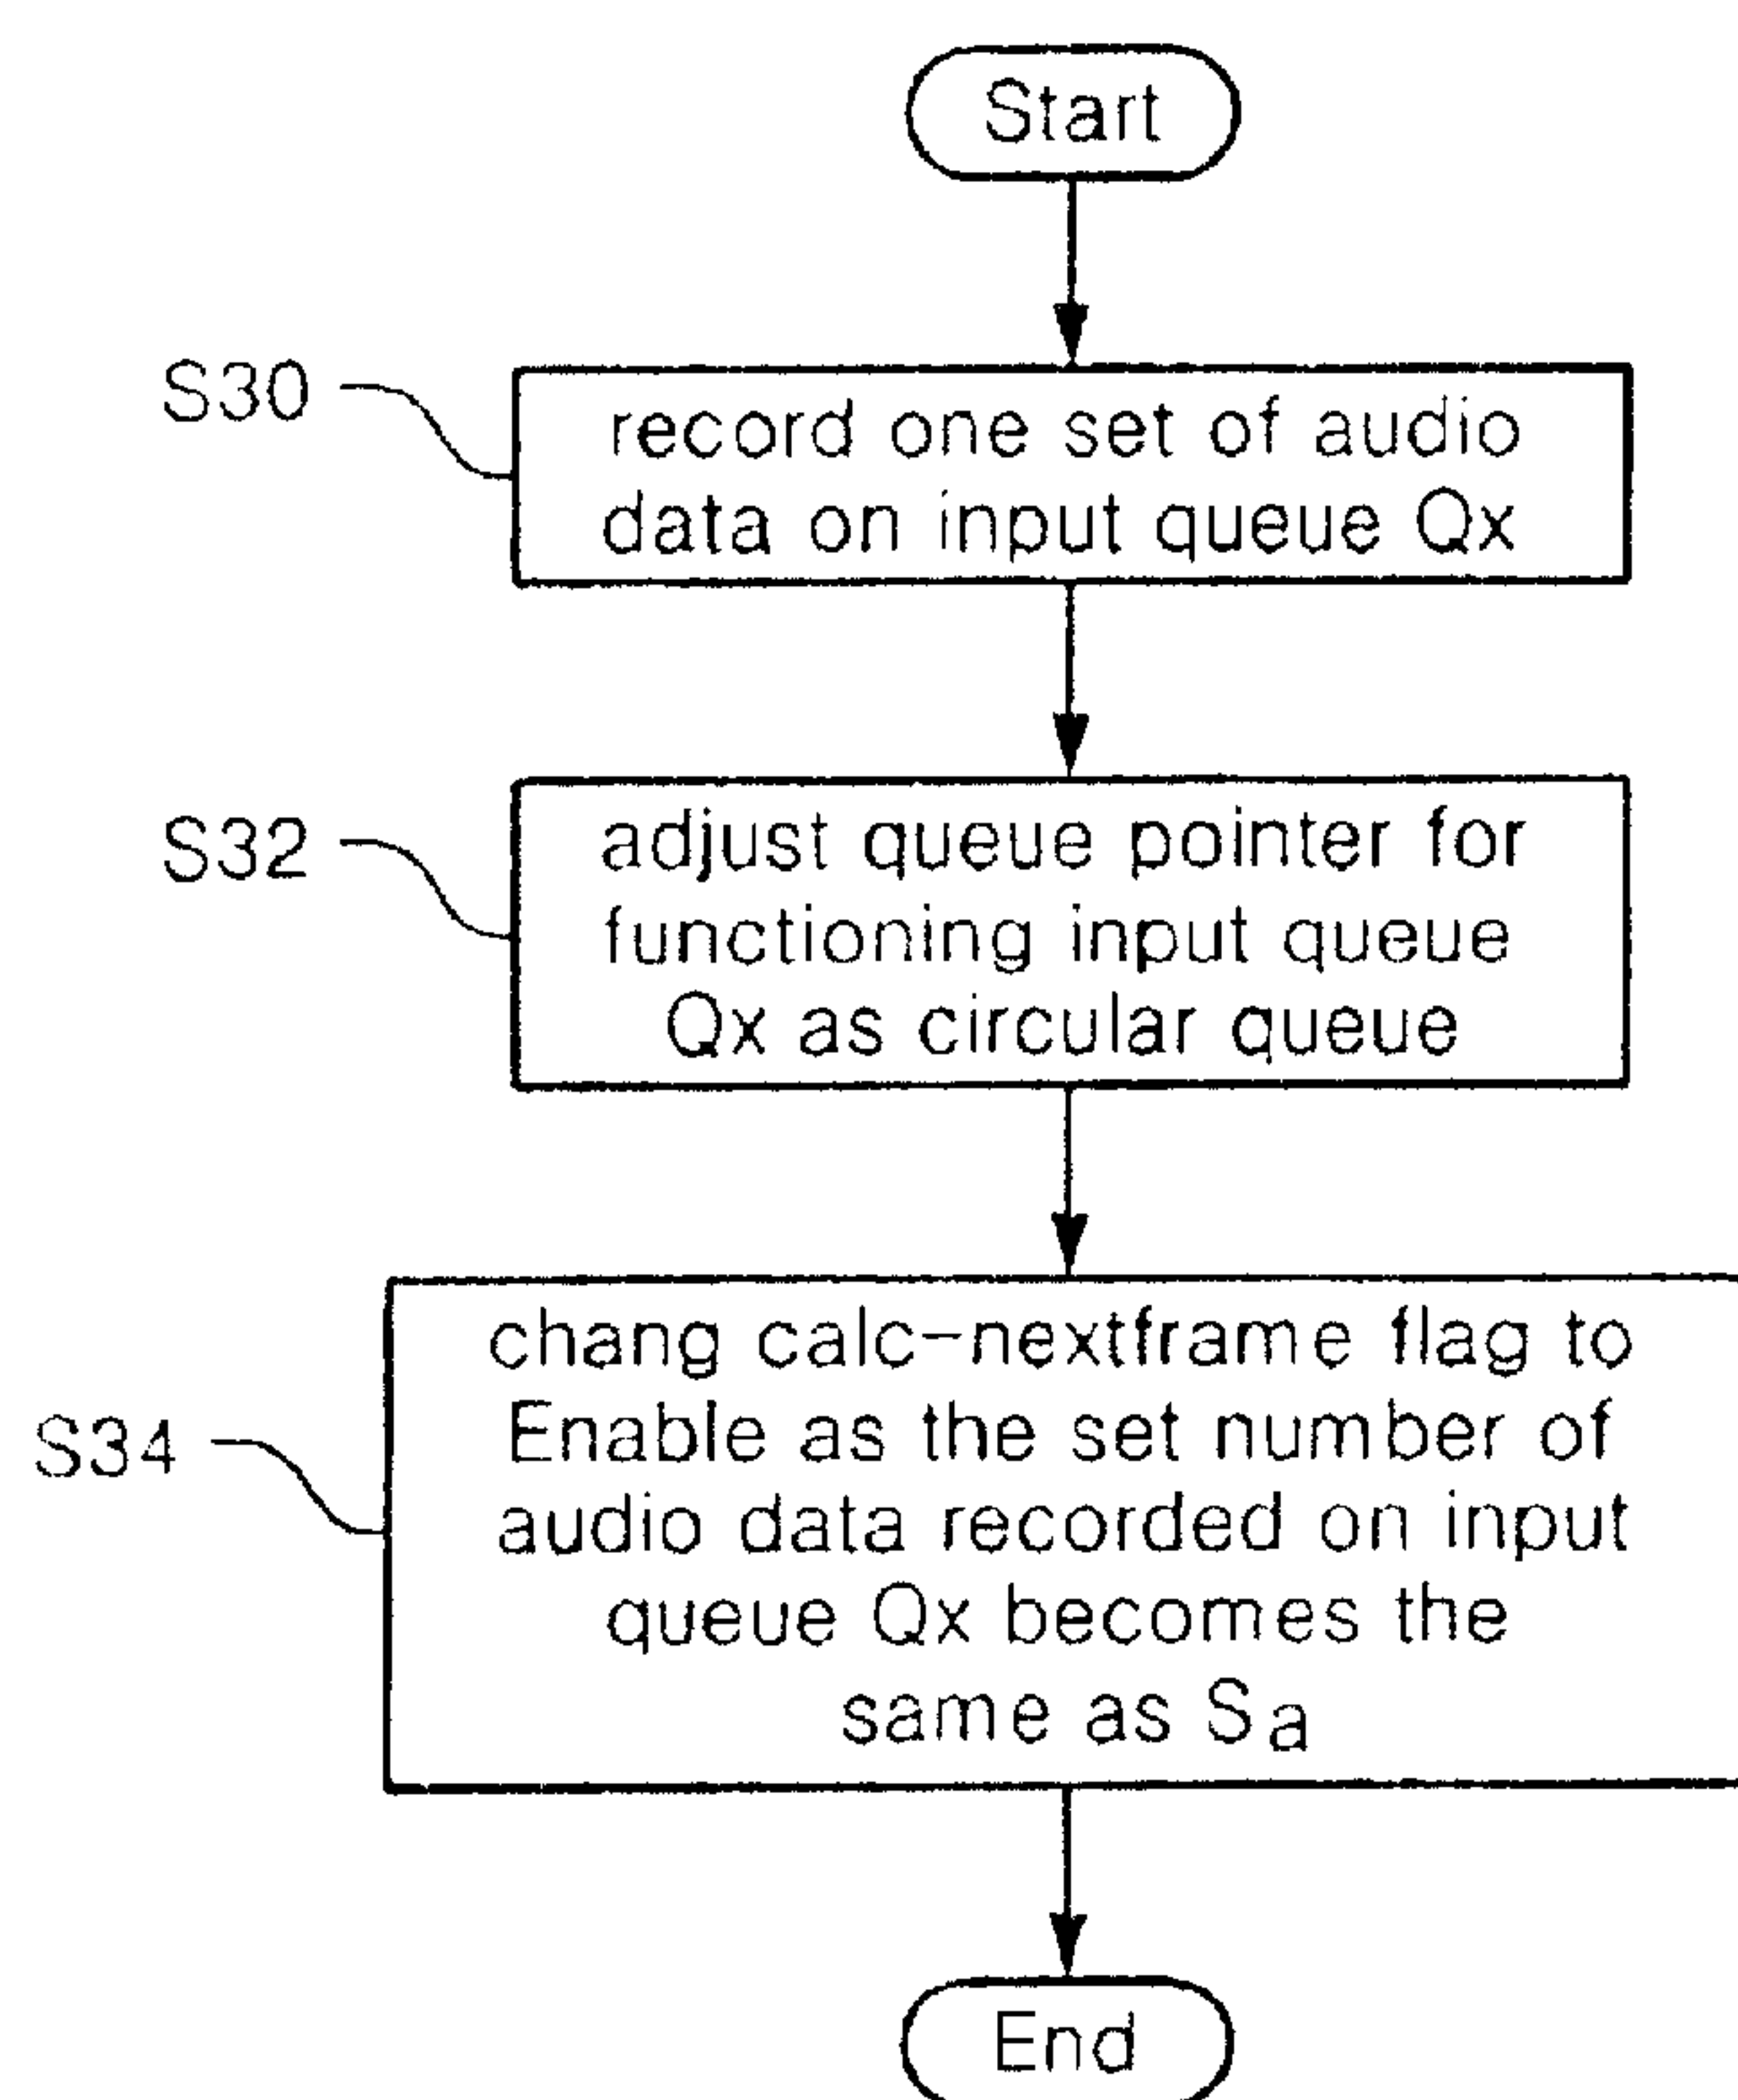 Start
S30
record one set of audio
data on input queue Qx
S32
adjust queue pointer for
functioning input queue
Qx as circular queue
S34
chang calc-nextframe flag to
Enable as the set number of
audio data recorded on input
queue Qx becomes the
same as Sa
End